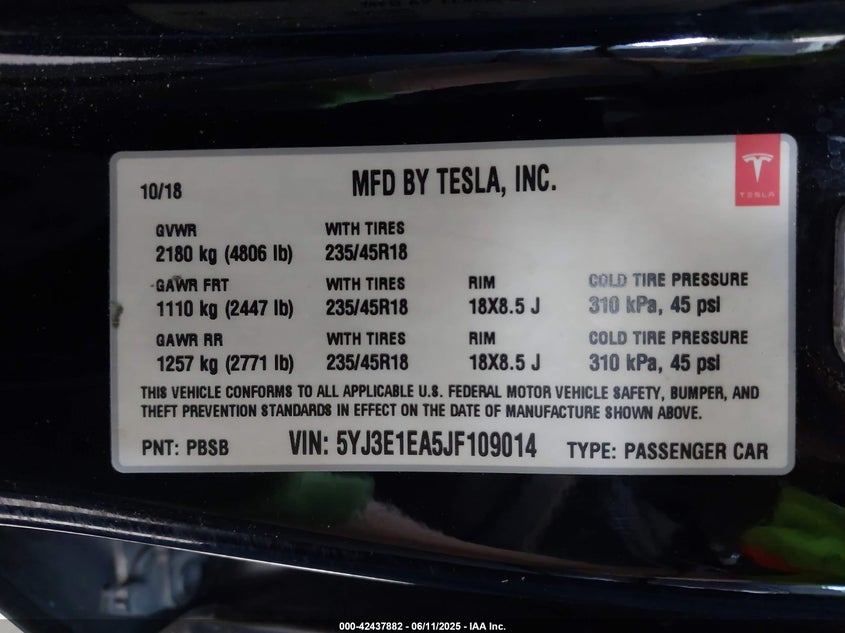 10/18
MFD BY TESLA, INC.
TESLA
GVWR WITH TIRES
2180 kg (4806 lb) 235/45R18
GAWR FRT WITH TIRES RIM COLD TIRE PRESSURE
1110 kg (2447 lb) 235/45R18 18X8.5 J 310 kPa, 45 psi
GAWR RR WITH TIRES RIM COLD TIRE PRESSURE
1257 kg (2771 lb) 235/45R18 18X8.5 J 310 kPa, 45 psi
THIS VEHICLE CONFORMS TO ALL APPLICABLE U.S. FEDERAL MOTOR VEHICLE SAFETY, BUMPER, AND
THEFT PREVENTION STANDARDS IN EFFECT ON THE DATE OF MANUFACTURE SHOWN ABOVE.
PNT: PBSB VIN: 5YJ3E1EA5JF109014 TYPE: PASSENGER CAR
000-42437882 - 06/11/2025 - IAA Inc.